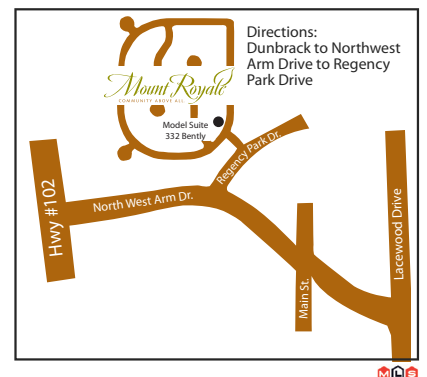 Directions:
Dunbrack to Northwest
Arm Drive to Regency
Park Drive
Mount Royale
COMMUNITY ABOVE ALL.
Model Suite
332 Bently
Regency Park Dr.
North West Arm Dr.
Hwy #102
Lacewood Drive
Main St.
MLS